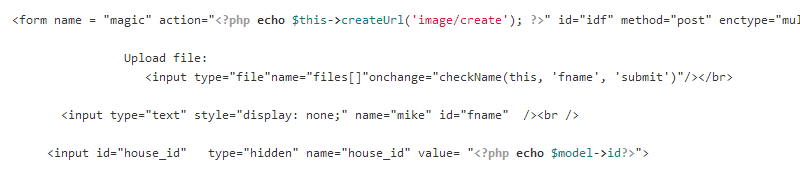 <form name = "magic" action="<?php echo $this->createUrl('image/create'); ?>" id="idf" method="post" enctype="mul
Upload file:
<input type="file"name="files[]"onchange="checkName(this, 'fname', 'submit')"/></br>
<input type="text" style="display: none;" name="mike" id="fname"  /><br />
<input id="house_id"   type="hidden" name="house_id" value= "<?php echo $model->id?>">